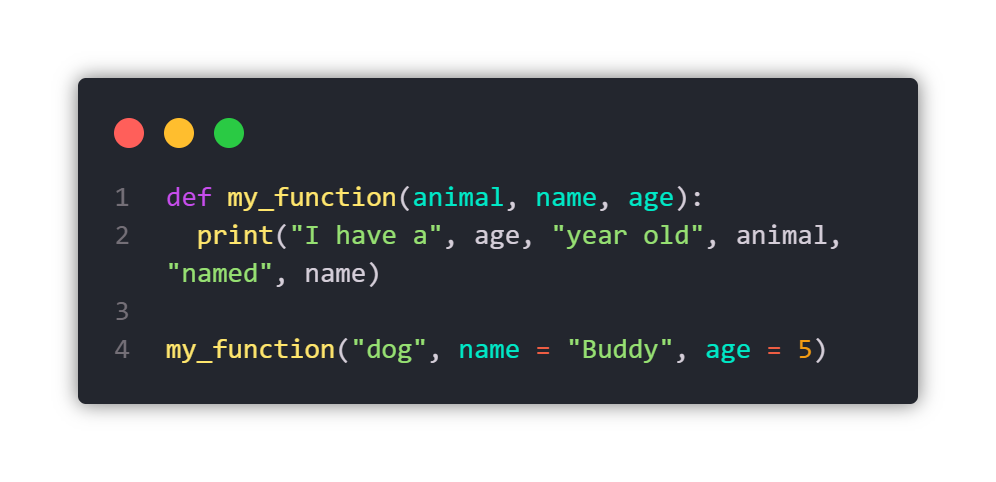 1 def my_function(animal, name, age):
2   print("I have a", age, "year old", animal,
"named", name)
3
4 my_function("dog", name = "Buddy", age = 5)